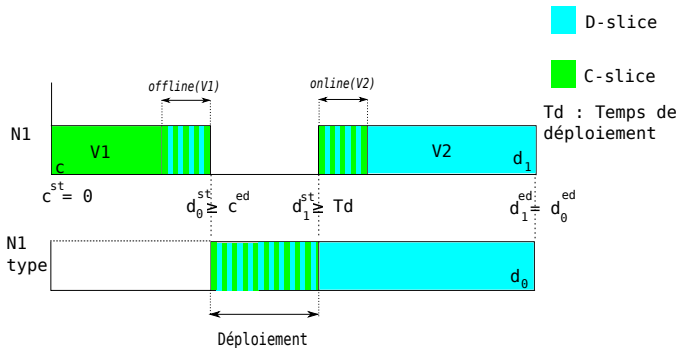 D-slice
C-slice
Td : Temps de
déploiement
offline(V1)
online(V2)
N1
V1
V2
c
d1
c^st = 0
d0^st ≥ c^ed
d1^st ≥ Td
d1^ed = d0^ed
N1
type
d0
Déploiement